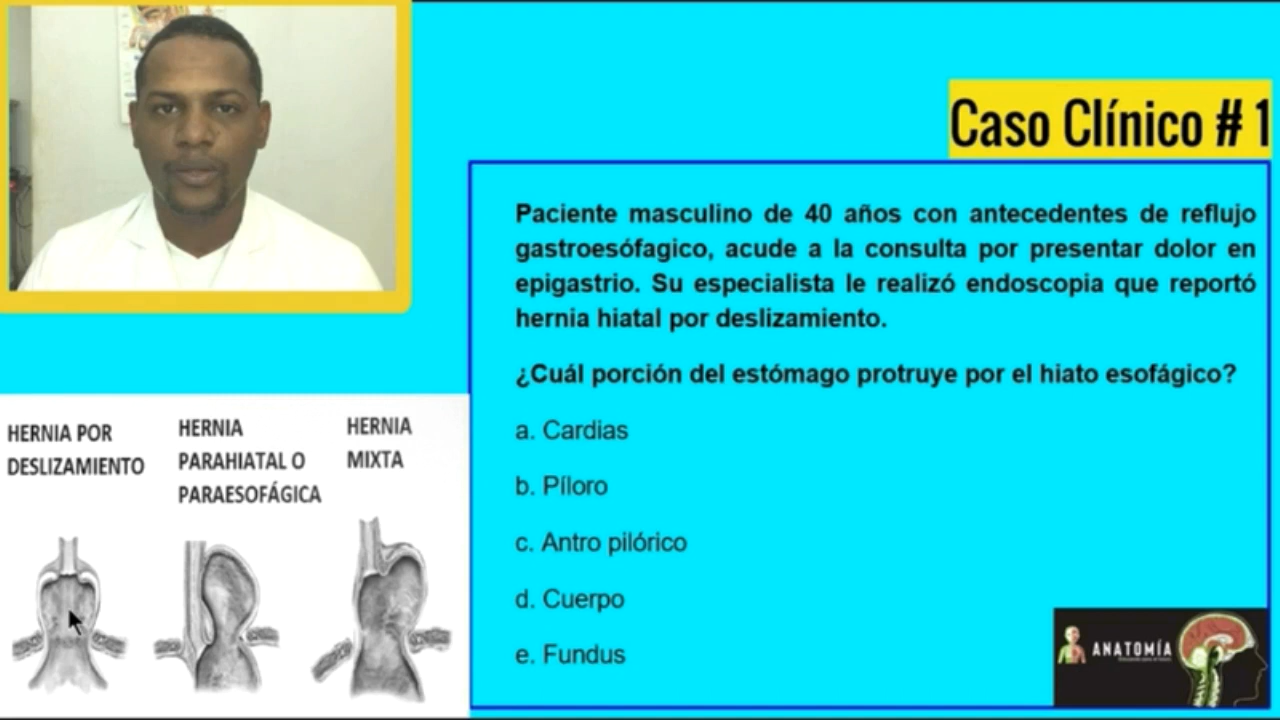 Caso Clínico # 1
Paciente masculino de 40 años con antecedentes de reflujo
gastroesófagico, acude a la consulta por presentar dolor en
epigastrio. Su especialista le realizó endoscopia que reportó
hernia hiatal por deslizamiento.
¿Cuál porción del estómago protruye por el hiato esofágico?
a. Cardias
b. Píloro
c. Antro pilórico
d. Cuerpo
e. Fundus
HERNIA POR
DESLIZAMIENTO
HERNIA
PARAHIATAL O
PARAESOFÁGICA
HERNIA
MIXTA
ANATOMÍA